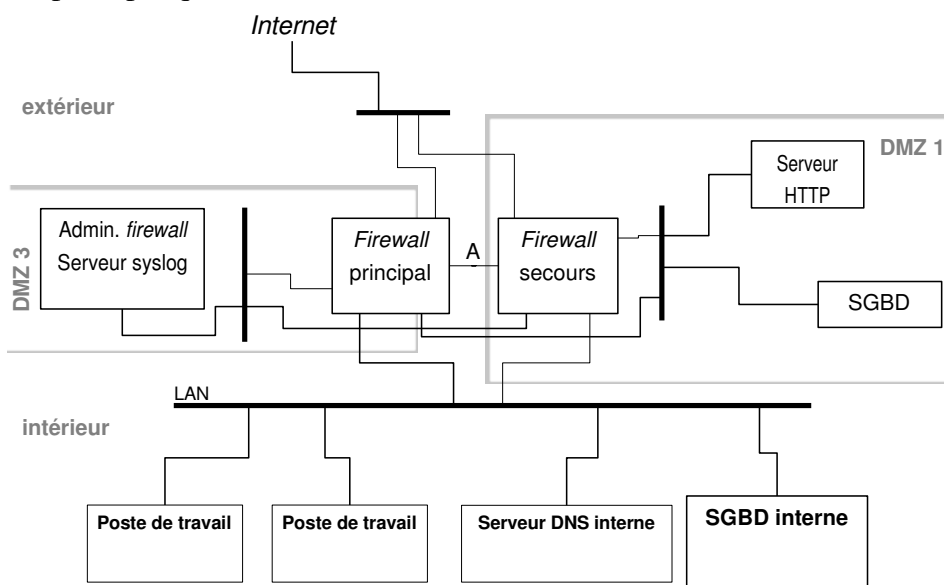 Internet
extérieur
DMZ 1
Serveur
HTTP
Admin. firewall
Serveur syslog
DMZ 3
Firewall
principal
A
Firewall
secours
SGBD
LAN
intérieur
Poste de travail
Poste de travail
Serveur DNS interne
SGBD interne